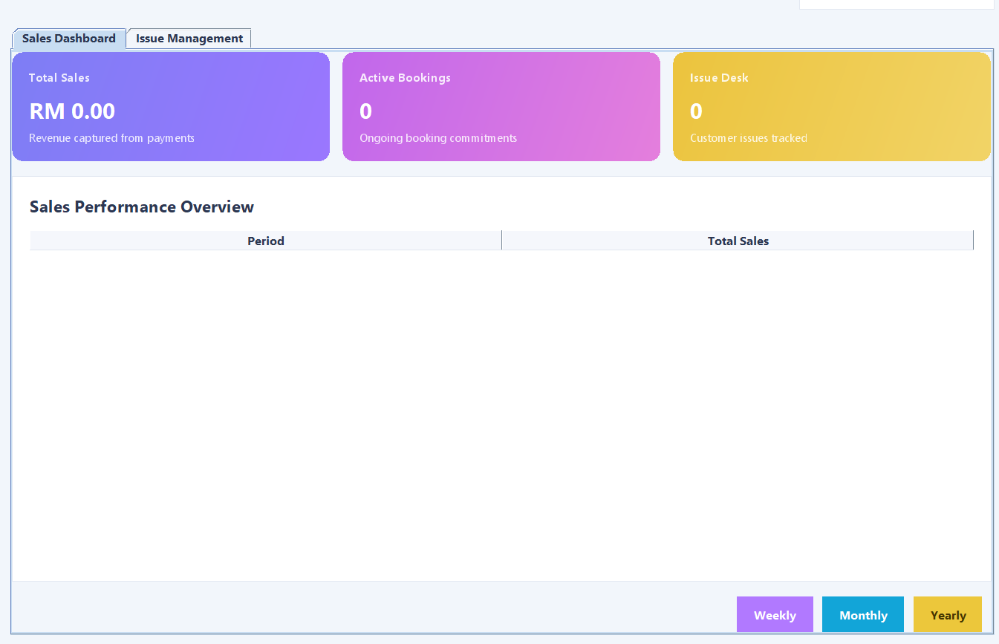 Sales Dashboard Issue Management
Total Sales
RM 0.00
Revenue captured from payments
Active Bookings
0
Ongoing booking commitments
Issue Desk
0
Customer issues tracked
Sales Performance Overview
Period Total Sales
Weekly Monthly Yearly